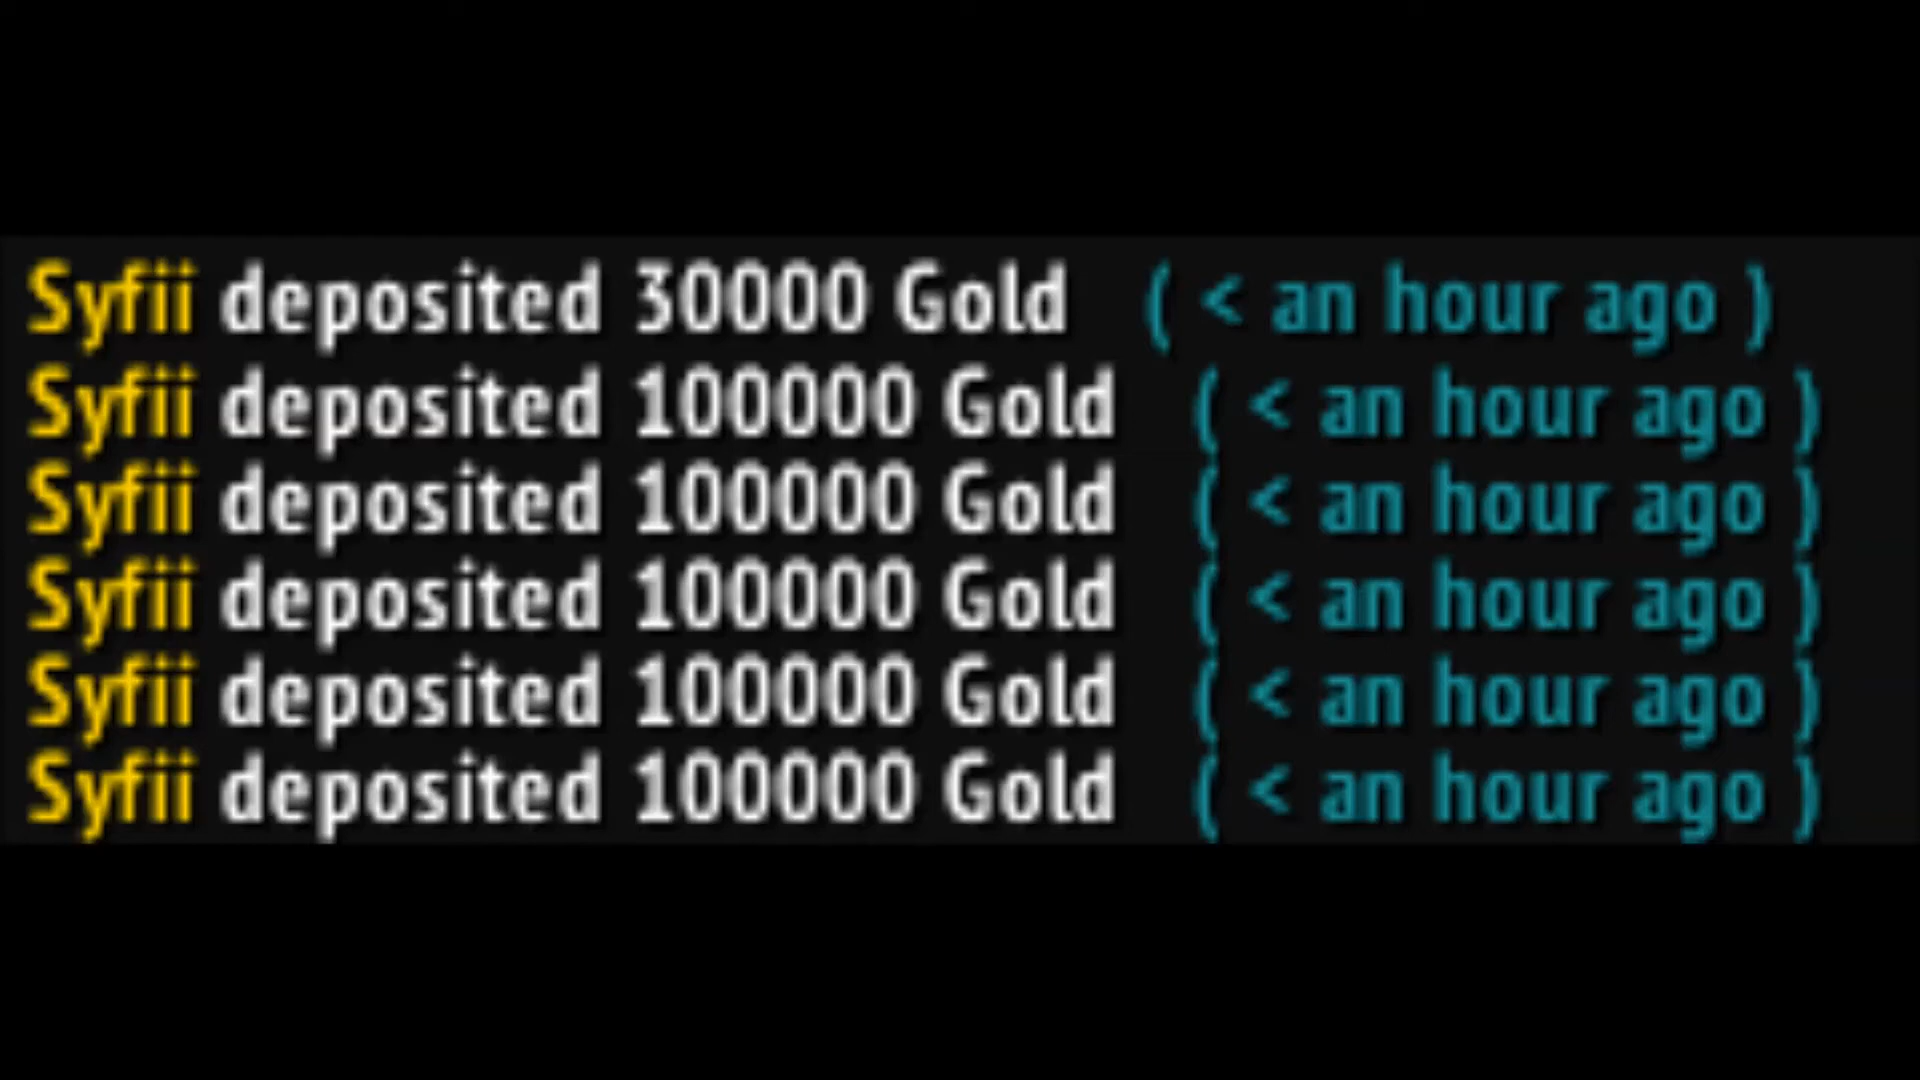 Syfii deposited 30000 Gold ( < an hour ago )
Syfii deposited 100000 Gold ( < an hour ago )
Syfii deposited 100000 Gold ( < an hour ago )
Syfii deposited 100000 Gold ( < an hour ago )
Syfii deposited 100000 Gold ( < an hour ago )
Syfii deposited 100000 Gold ( < an hour ago )